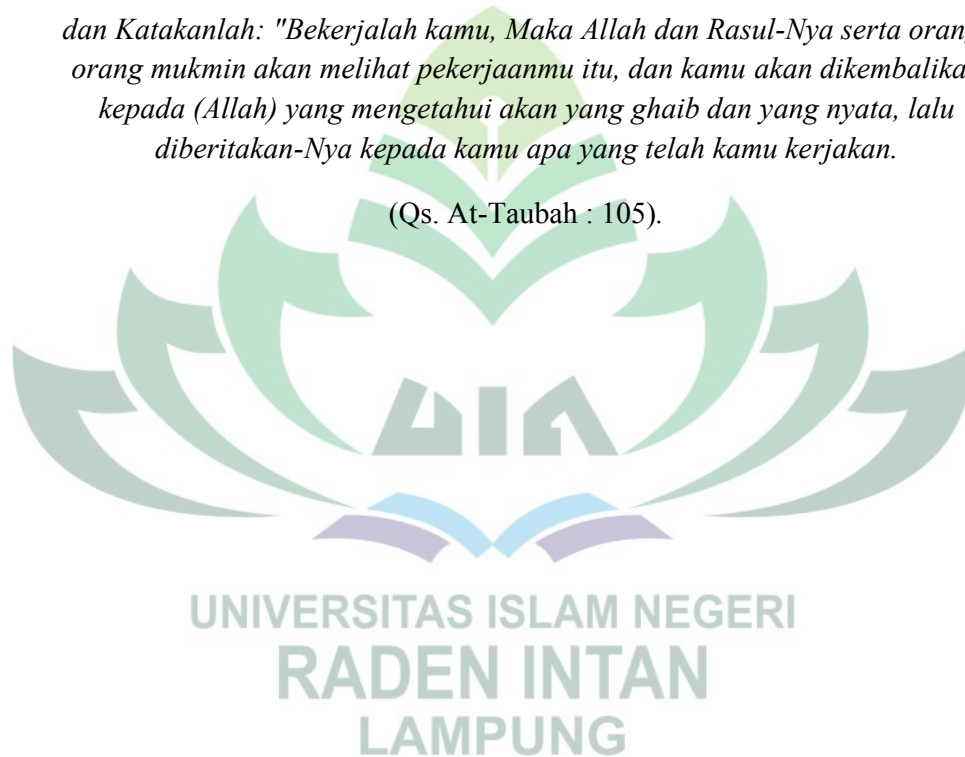 dan Katakanlah: "Bekerjalah kamu, Maka Allah dan Rasul-Nya serta orang
orang mukmin akan melihat pekerjaanmu itu, dan kamu akan dikembalika
kepada (Allah) yang mengetahui akan yang ghaib dan yang nyata, lalu
diberitakan-Nya kepada kamu apa yang telah kamu kerjakan.
(Qs. At-Taubah : 105).
UIN
UNIVERSITAS ISLAM NEGERI
RADEN INTAN
LAMPUNG